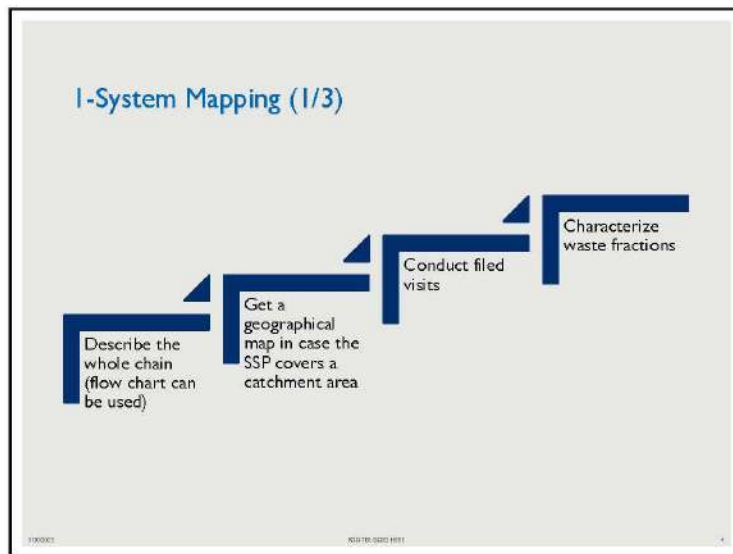 1-System Mapping (1/3)
Describe the
whole chain
(flow chart can
be used)
Get a
geographical
map in case the
SSP covers a
catchment area
Conduct filed
visits
Characterize
waste fractions